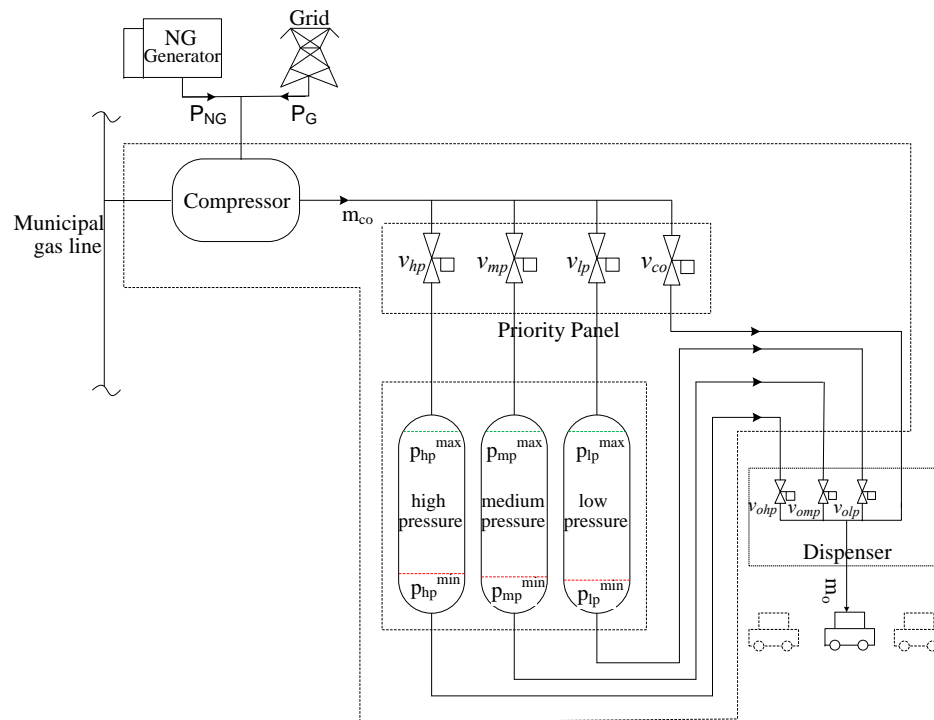 Grid
NG
Generator
P_NG
P_G
Compressor
m_co
Municipal
gas line
v_hp
v_mp
v_lp
v_co
Priority Panel
p_hp^max
p_mp^max
p_lp^max
high
pressure
medium
pressure
low
pressure
p_hp^min
p_mp^min
p_lp^min
v_ohp
v_omp
v_olp
Dispenser
m_o